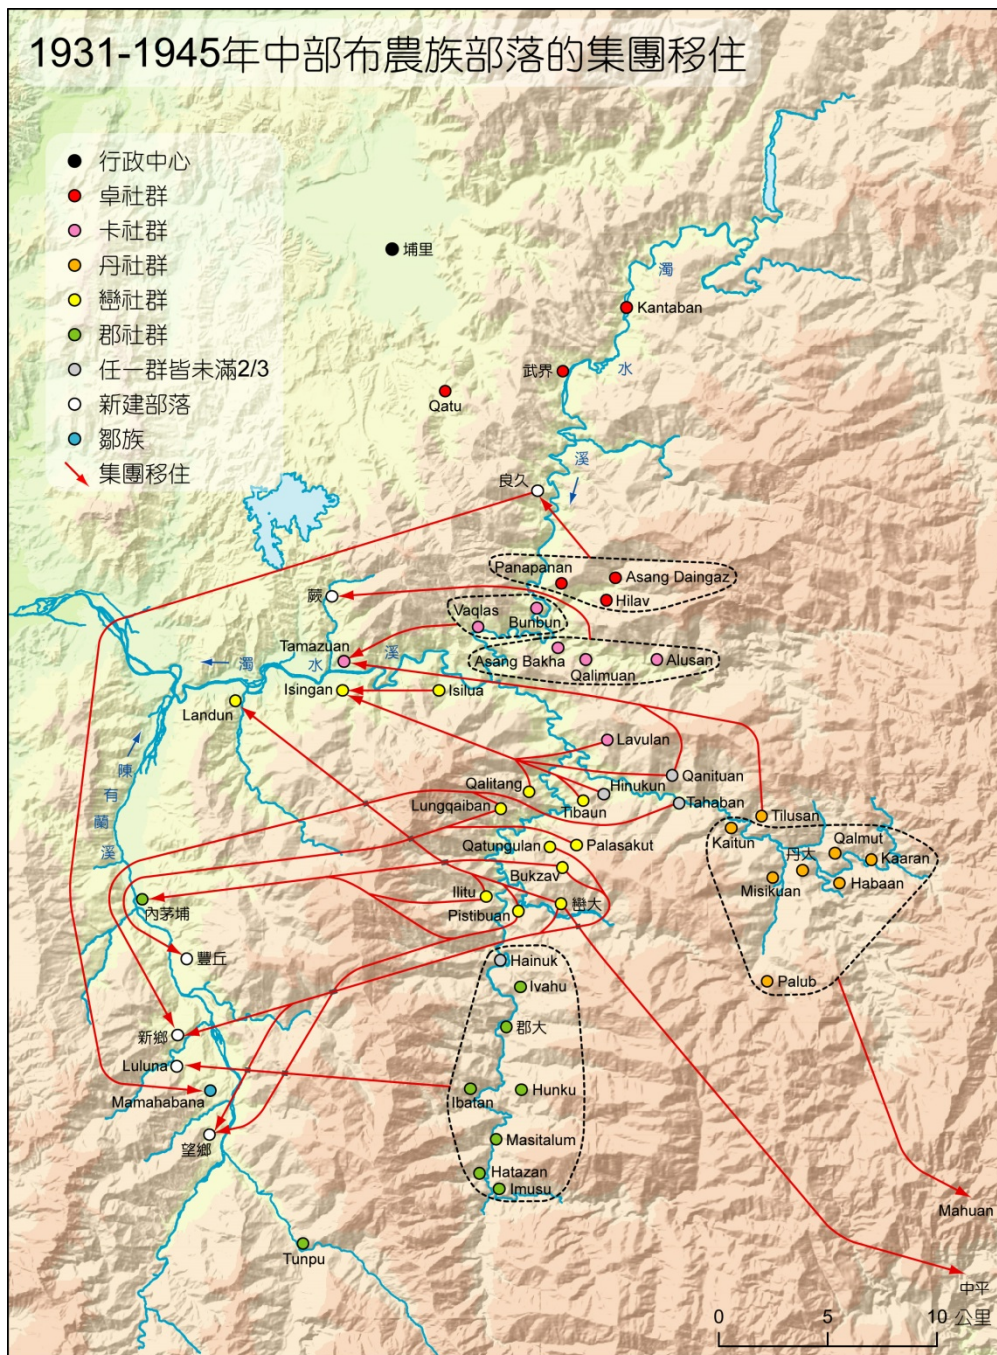 1931-1945年中部布農族部落的集團移住
行政中心
卓社群
卡社群
丹社群
巒社群
郡社群
任一群皆未滿2/3
新建部落
鄒族
集團移住
埔里
濁
Kantaban
水
武界
Qatu
溪
良久
Panapanan
Asang Daingaz
Hilav
蕨
Vaqlas
Bunbun
Tamazuan
溪
水
濁
Asang Bakha
Qalimuan
Alusan
Isingan
Isilua
Landun
Lavulan
陳
有
蘭
溪
Qanituan
Qalitang
Hinukun
Tahaban
Lungqaiban
Tibaun
Tilusan
Kaitun
Qatungulan
Palasakut
Qalmut
丹大
Kaaran
Bukzav
Misikuan
Habaan
Ilitu
巒大
內茅埔
Pistibuan
豐丘
Hainuk
Palub
Ivahu
郡大
新鄉
Luluna
Mamahabana
Ibatan
Hunku
望鄉
Masitalum
Hatazan
Imusu
Mahuan
Tunpu
中平
0 5 10 公里